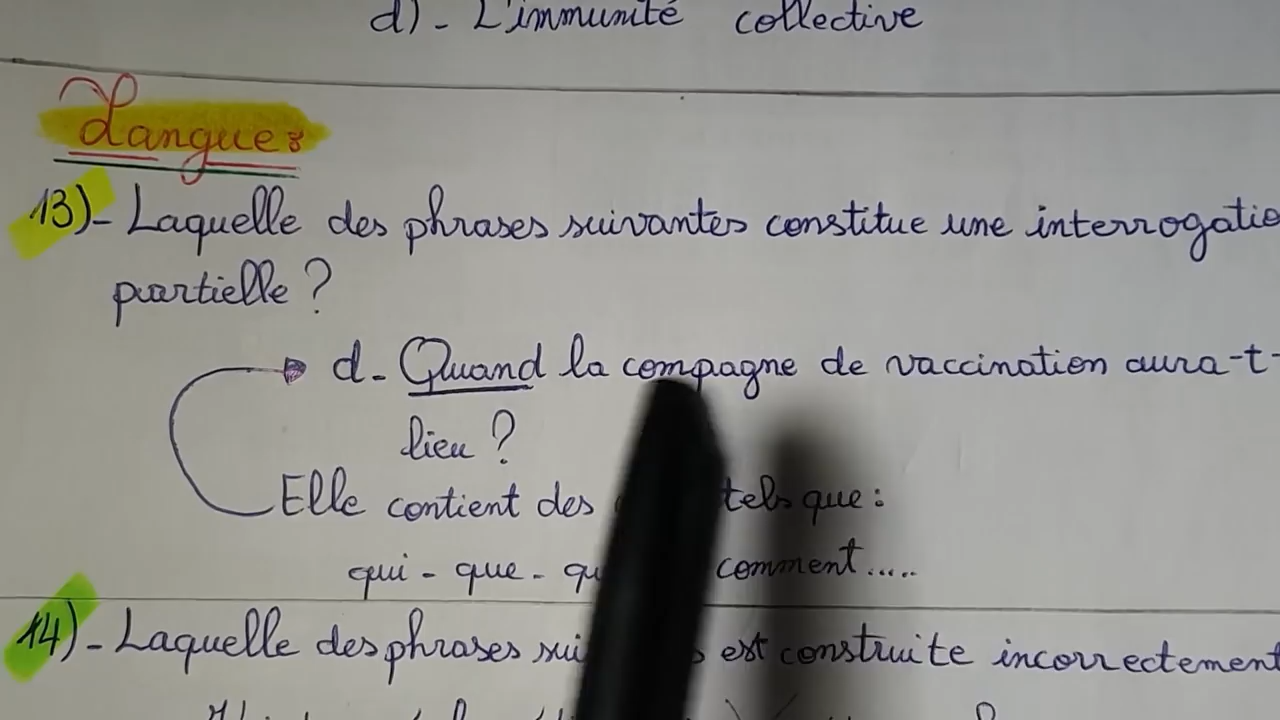 d) - L'immunité collective
Langue :
13) - Laquelle des phrases suivantes constitue une interrogatio
partielle ?
d - Quand la compagne de vaccination aura-t-
lieu ?
Elle contient des tels que :
qui - que - comment.....
14) - Laquelle des phrases est construite incorrectement